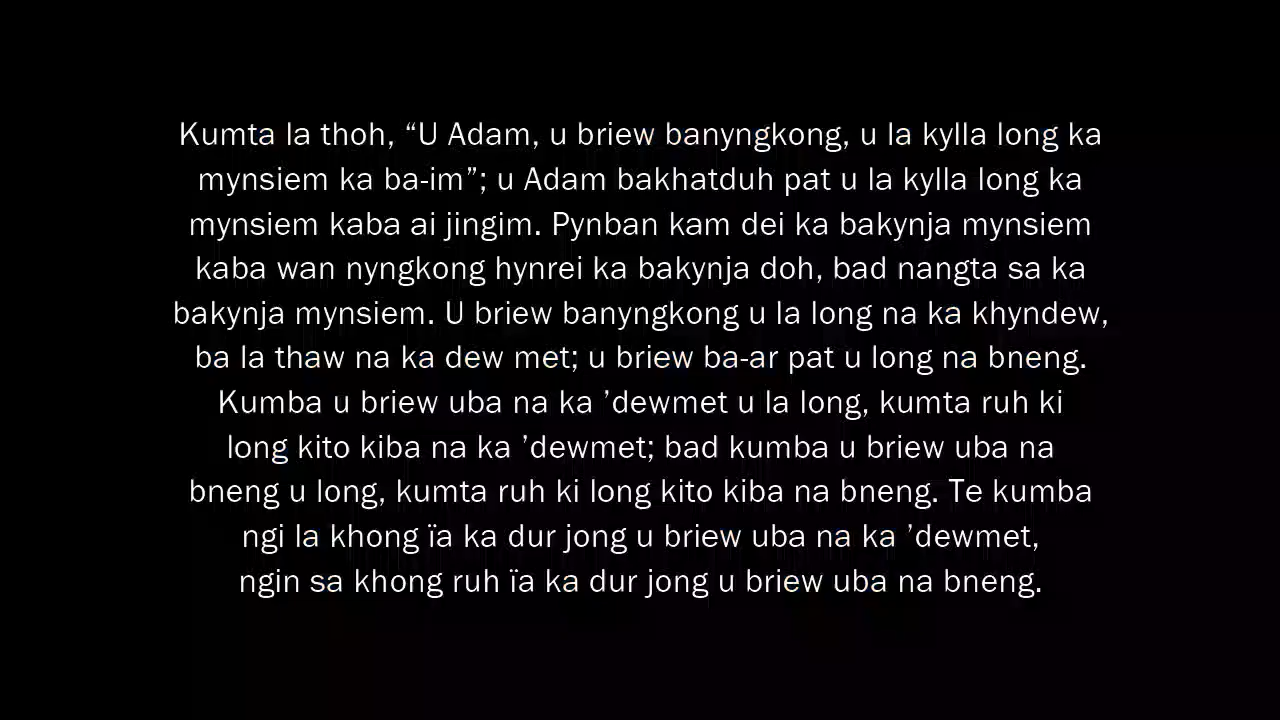 Kumta la thoh, “U Adam, u briew banyngkong, u la kylla long ka
mynsiem ka ba-im”; u Adam bakhatduh pat u la kylla long ka
mynsiem kaba ai jingim. Pynban kam dei ka bakynja mynsiem
kaba wan nyngkong hynrei ka bakynja doh, bad nangta sa ka
bakynja mynsiem. U briew banyngkong u la long na ka khyndew,
ba la thaw na ka dew met; u briew ba-ar pat u long na bneng.
Kumba u briew uba na ka ’dewmet u la long, kumta ruh ki
long kito kiba na ka ’dewmet; bad kumba u briew uba na
bneng u long, kumta ruh ki long kito kiba na bneng. Te kumba
ngi la khong ïa ka dur jong u briew uba na ka ’dewmet,
ngin sa khong ruh ïa ka dur jong u briew uba na bneng.